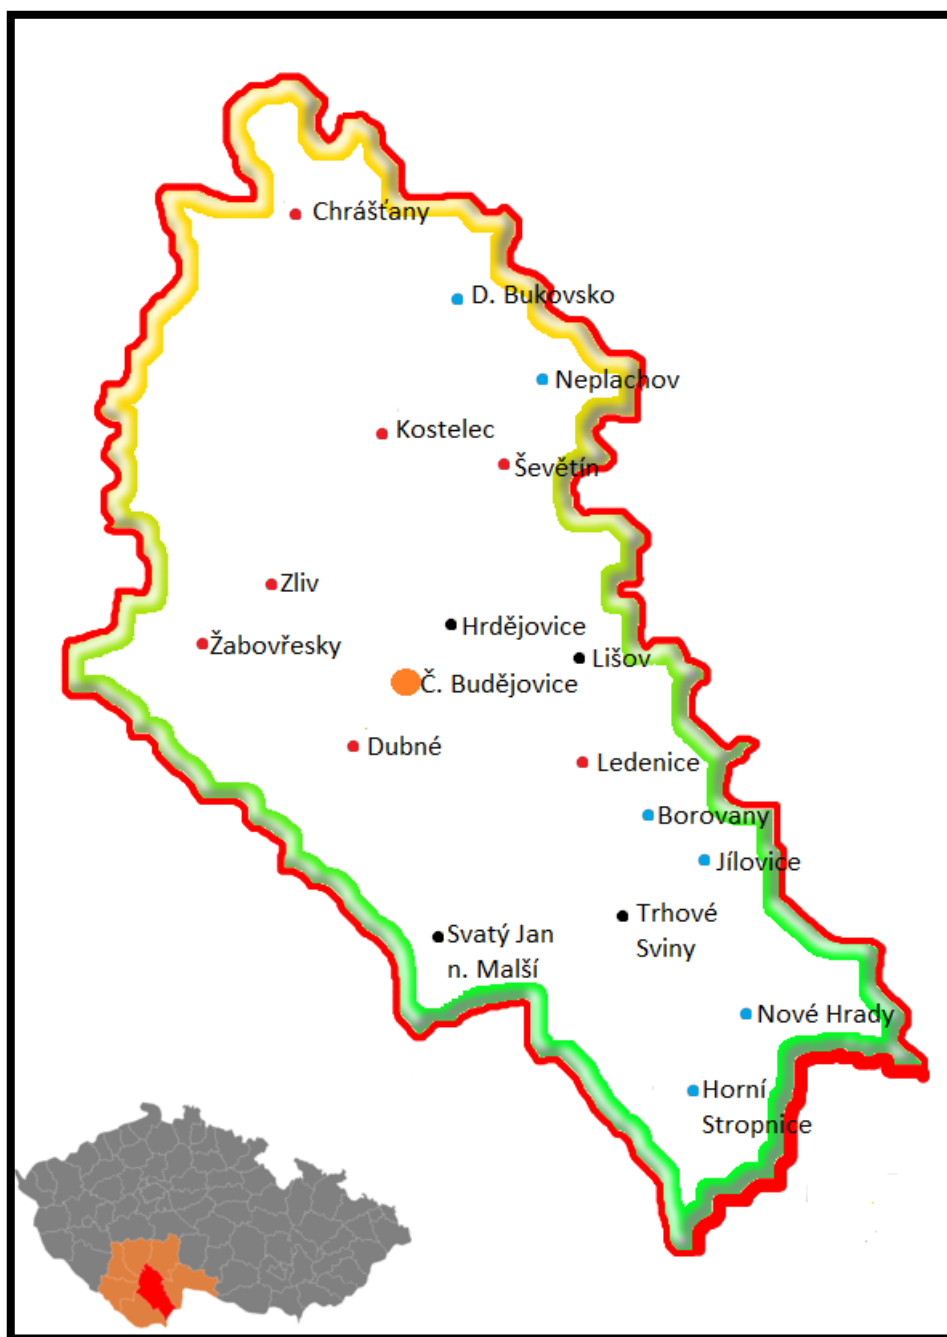 Chrášťany
D. Bukovsko
Neplachov
Kostelec
Ševětín
Zliv
Hrdějovice
Žabovřesky
Lišov
Č. Budějovice
Dubné
Ledenice
Borovany
Jílovice
Trhové
Sviny
Svatý Jan
n. Malší
Nové Hrady
Horní
Stropnice